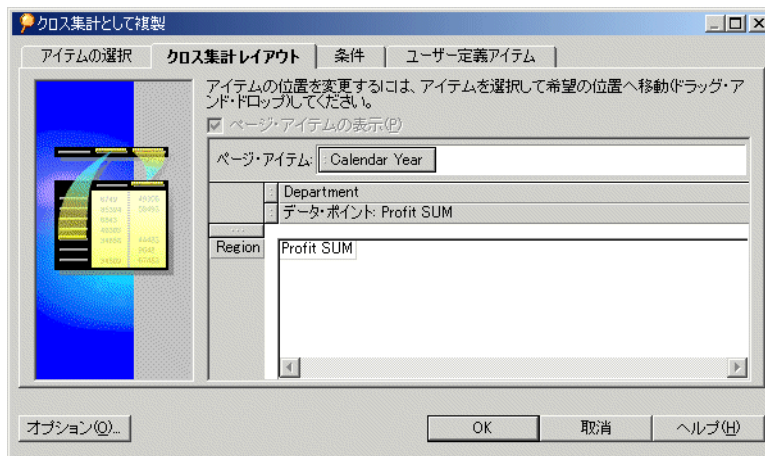 クロス集計として複製
アイテムの選択 クロス集計レイアウト 条件 ユーザー定義アイテム
アイテムの位置を変更するには、アイテムを選択して希望の位置へ移動(ドラッグ・ア
ンド・ドロップ)してください。
ページ・アイテムの表示(P)
ページ・アイテム: Calendar Year
Department
データ・ポイント: Profit SUM
Region Profit SUM
オプション(O)... OK 取消 ヘルプ(H)